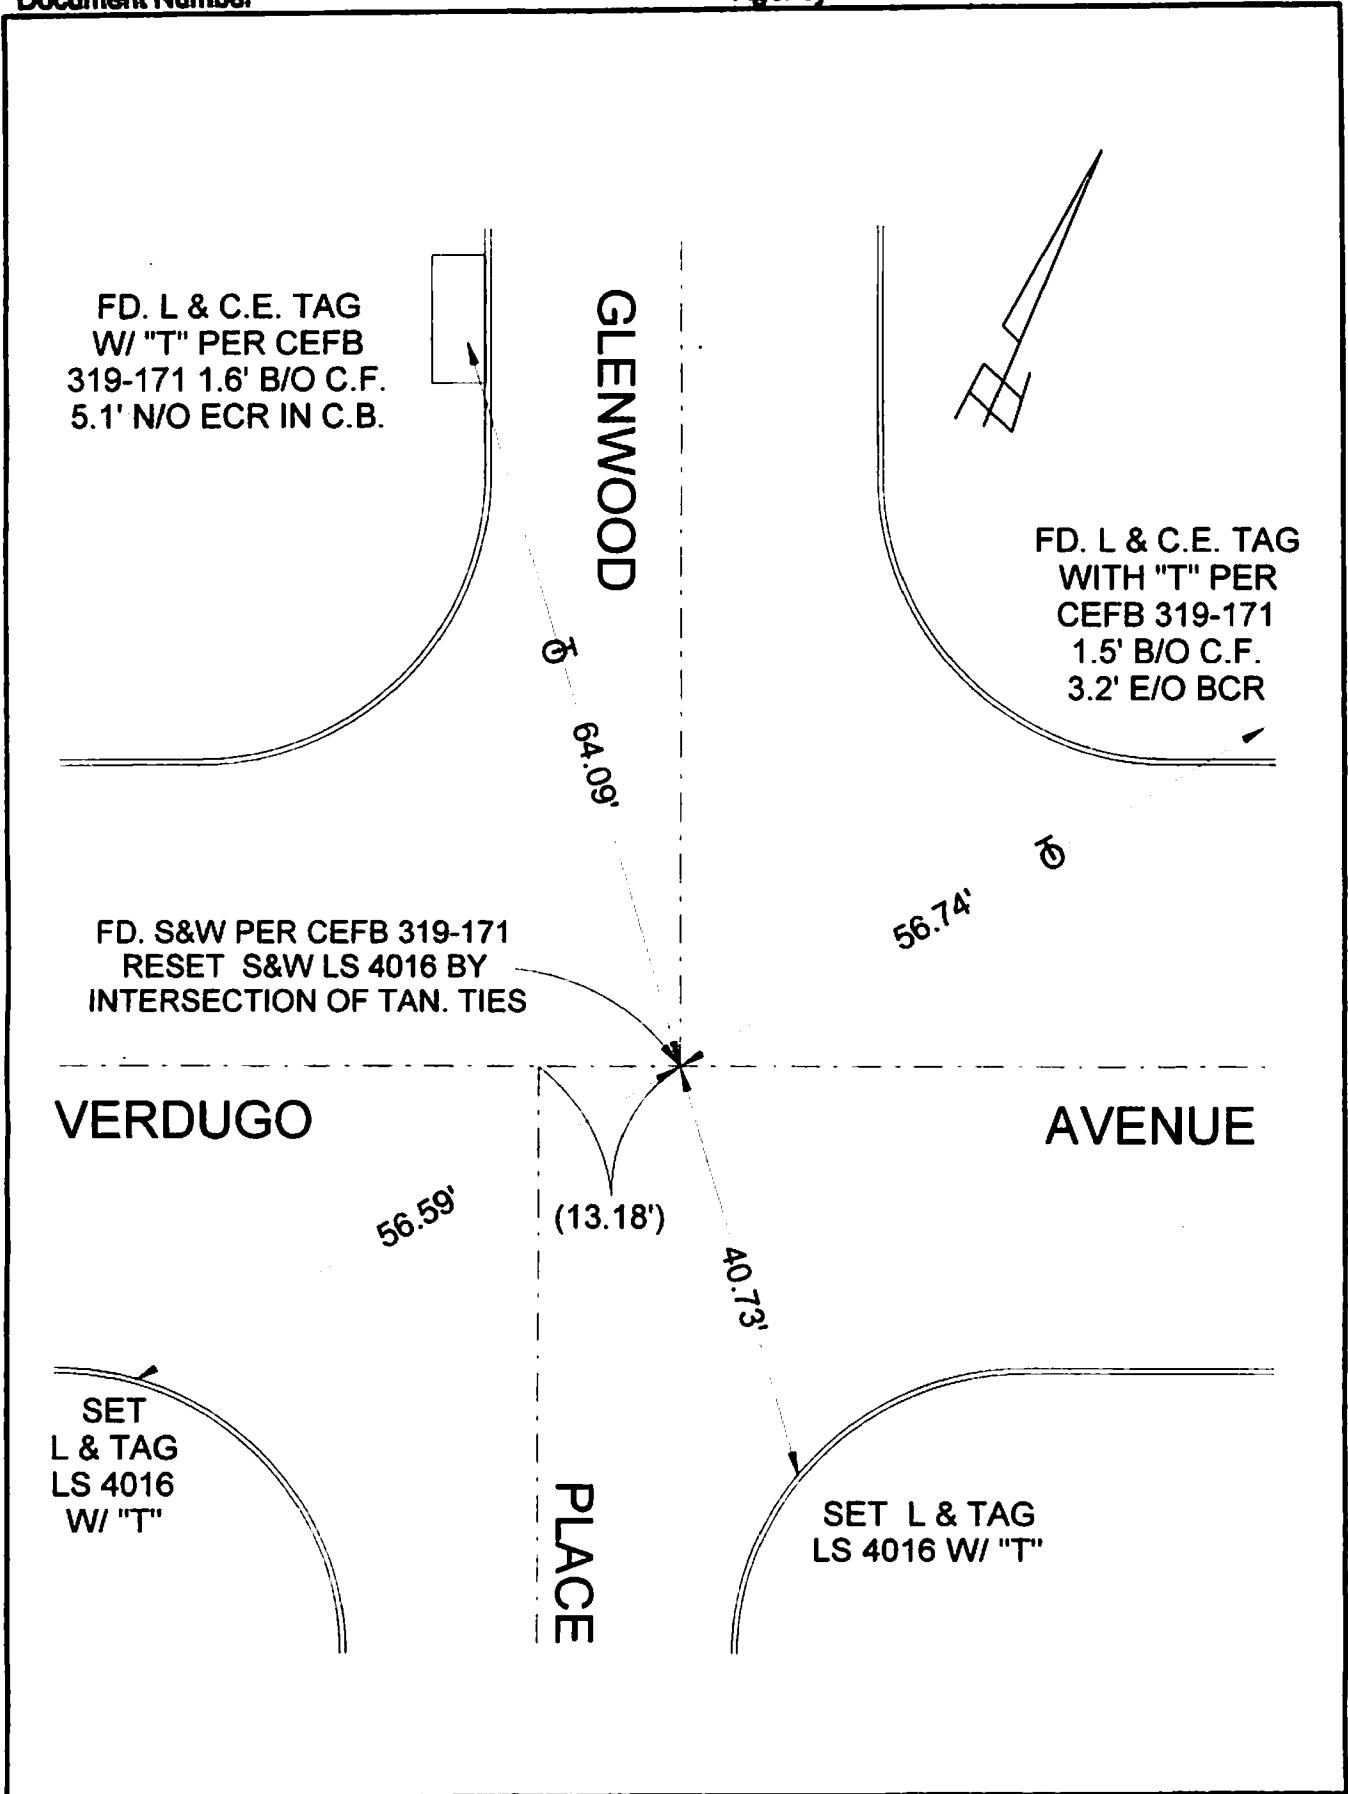 Document Number
FD. L & C.E. TAG
W/ "T" PER CEFB
319-171 1.6' B/O C.F.
5.1' N/O ECR IN C.B.
GLENWOOD
FD. L & C.E. TAG
WITH "T" PER
CEFB 319-171
1.5' B/O C.F.
3.2' E/O BCR
64.09'
56.74'
FD. S&W PER CEFB 319-171
RESET S&W LS 4016 BY
INTERSECTION OF TAN. TIES
VERDUGO
AVENUE
56.59'
(13.18')
40.73'
SET
L & TAG
LS 4016
W/ "T"
PLACE
SET L & TAG
LS 4016 W/ "T"